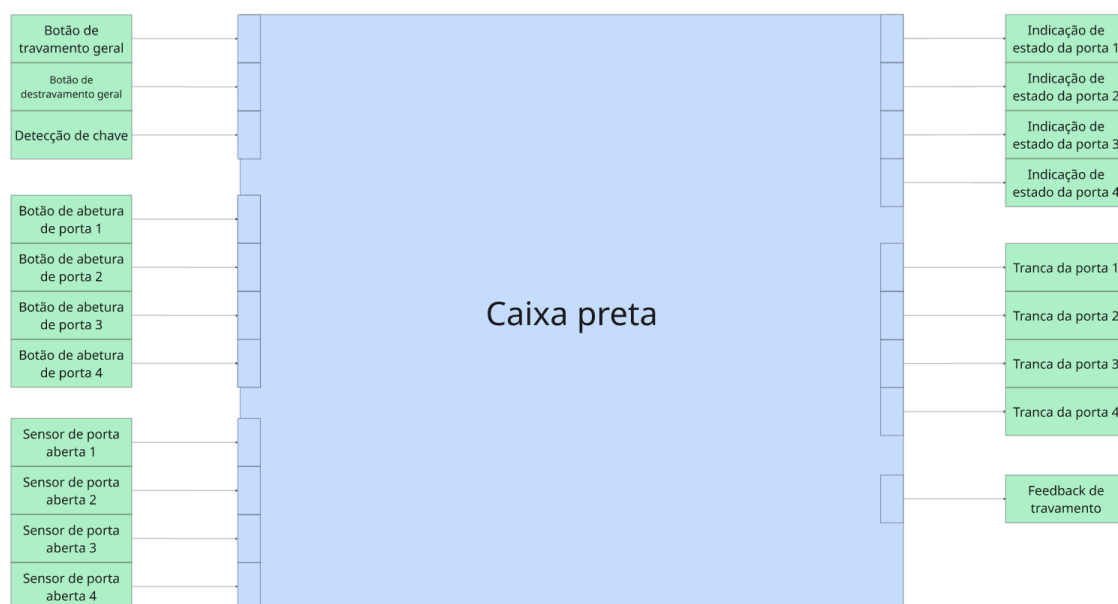 Botão de
travamento geral
Botão de
destravamento geral
Detecção de chave
Botão de abetura
de porta 1
Botão de abetura
de porta 2
Botão de abetura
de porta 3
Botão de abetura
de porta 4
Sensor de porta
aberta 1
Sensor de porta
aberta 2
Sensor de porta
aberta 3
Sensor de porta
aberta 4
Caixa preta
Indicação de
estado da porta 1
Indicação de
estado da porta 2
Indicação de
estado da porta 3
Indicação de
estado da porta 4
Tranca da porta 1
Tranca da porta 2
Tranca da porta 3
Tranca da porta 4
Feedback de
travamento